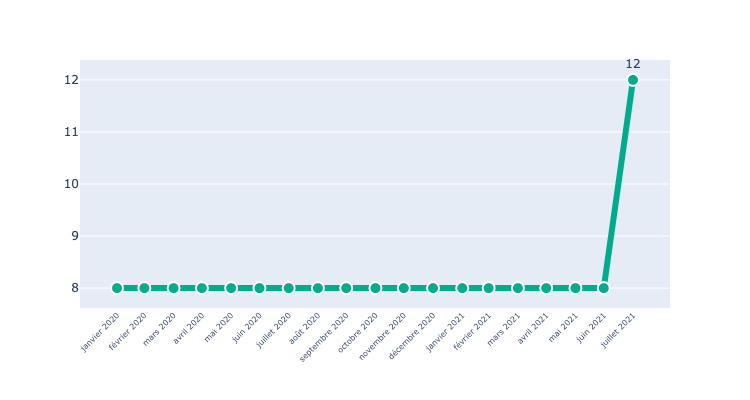 12
12
11
10
9
8
janvier 2020
février 2020
mars 2020
avril 2020
mai 2020
juin 2020
juillet 2020
août 2020
septembre 2020
octobre 2020
novembre 2020
décembre 2020
janvier 2021
février 2021
mars 2021
avril 2021
mai 2021
juin 2021
juillet 2021